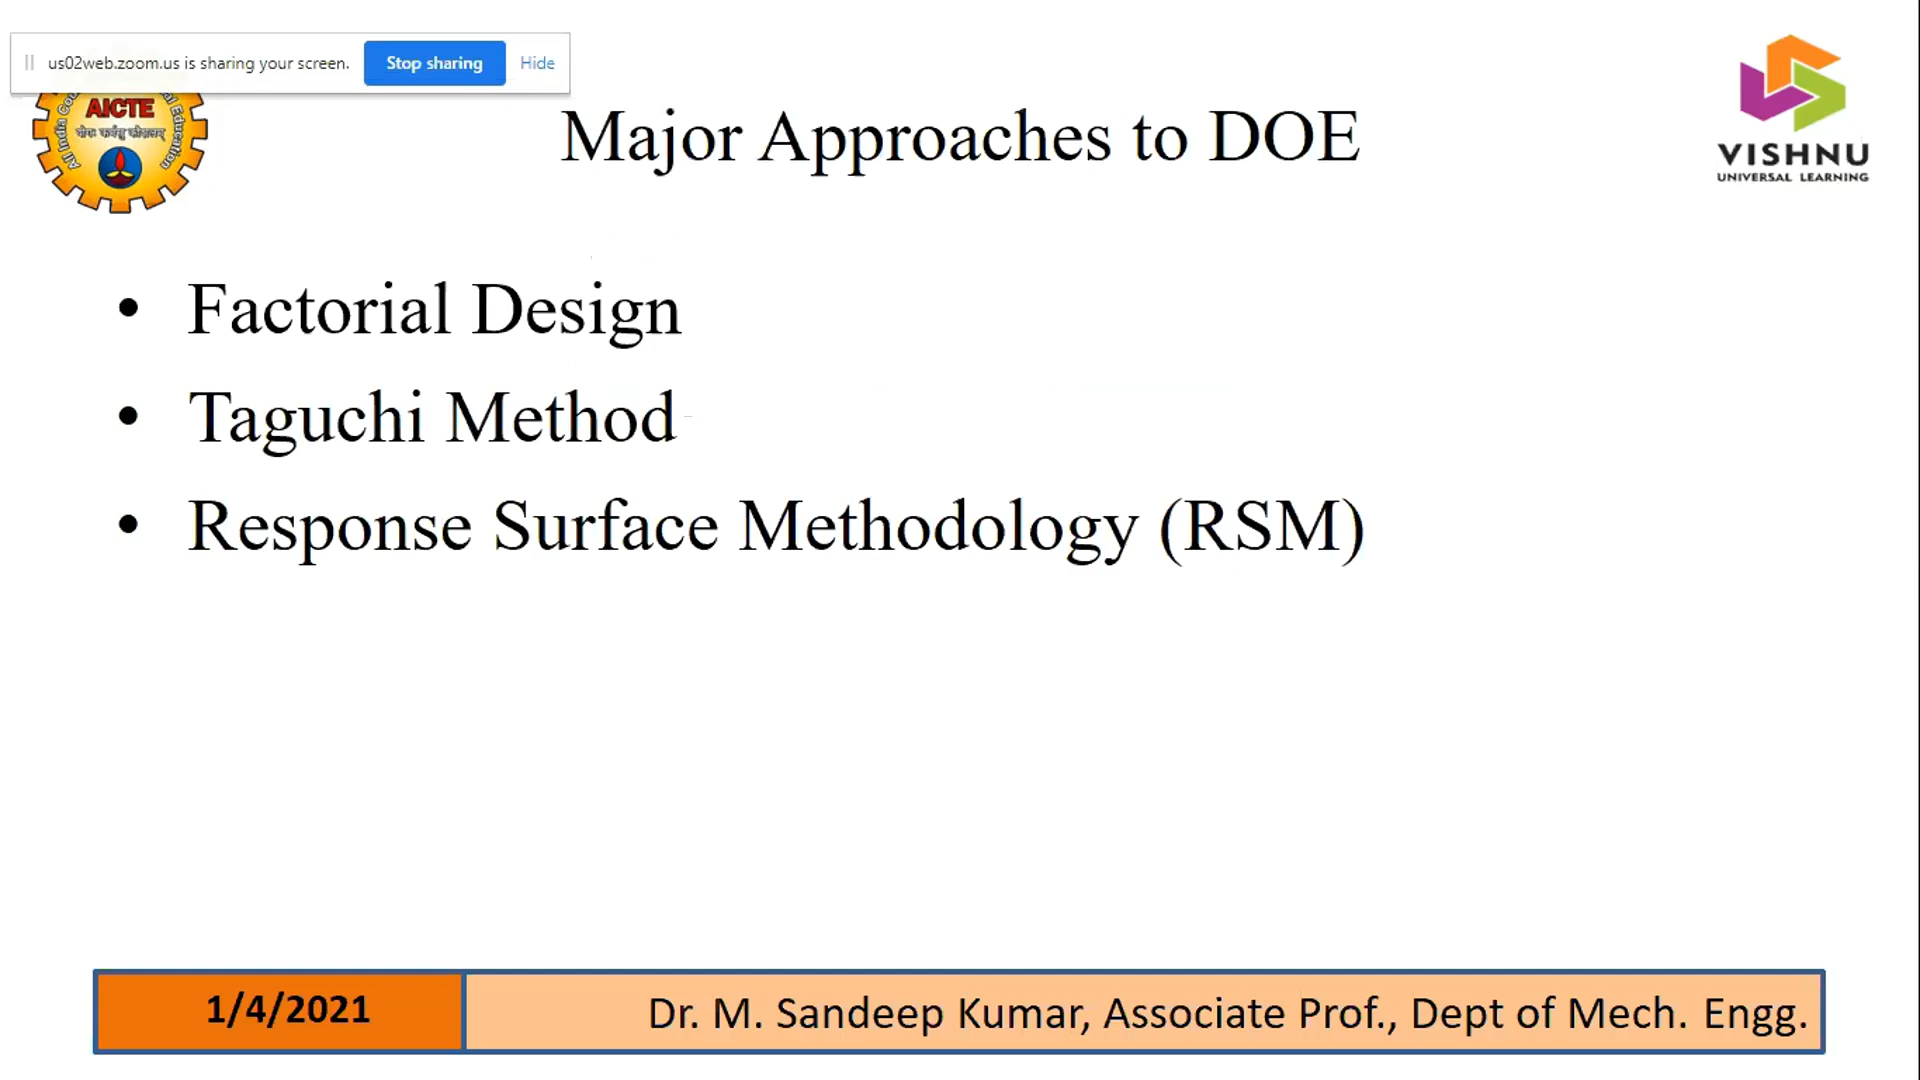 us02web.zoom.us is sharing your screen. Stop sharing Hide
AICTE
Major Approaches to DOE
VISHNU
UNIVERSAL LEARNING
• Factorial Design
• Taguchi Method
• Response Surface Methodology (RSM)
1/4/2021 Dr. M. Sandeep Kumar, Associate Prof., Dept of Mech. Engg.